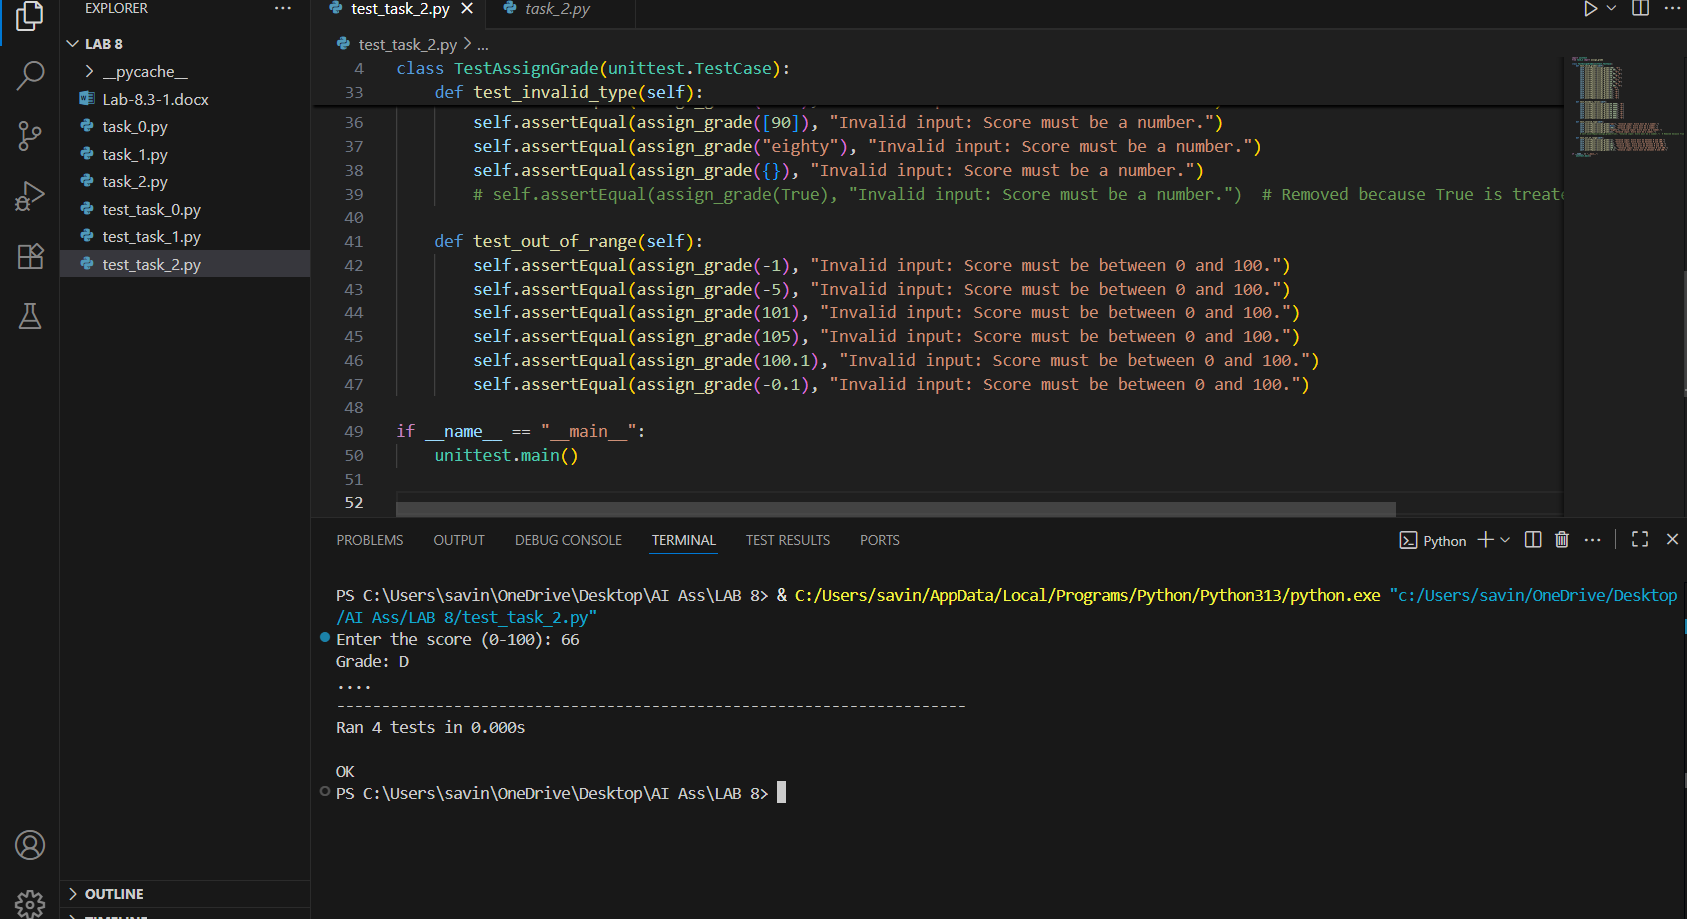 EXPLORER
LAB 8
__pycache__
Lab-8.3-1.docx
task_0.py
task_1.py
task_2.py
test_task_0.py
test_task_1.py
test_task_2.py
OUTLINE
TIMELINE
test_task_2.py
task_2.py
test_task_2.py > ...
4 class TestAssignGrade(unittest.TestCase):
33     def test_invalid_type(self):
36         self.assertEqual(assign_grade([90]), "Invalid input: Score must be a number.")
37         self.assertEqual(assign_grade("eighty"), "Invalid input: Score must be a number.")
38         self.assertEqual(assign_grade({}), "Invalid input: Score must be a number.")
39         # self.assertEqual(assign_grade(True), "Invalid input: Score must be a number.")  # Removed because True is treate
40
41     def test_out_of_range(self):
42         self.assertEqual(assign_grade(-1), "Invalid input: Score must be between 0 and 100.")
43         self.assertEqual(assign_grade(-5), "Invalid input: Score must be between 0 and 100.")
44         self.assertEqual(assign_grade(101), "Invalid input: Score must be between 0 and 100.")
45         self.assertEqual(assign_grade(105), "Invalid input: Score must be between 0 and 100.")
46         self.assertEqual(assign_grade(100.1), "Invalid input: Score must be between 0 and 100.")
47         self.assertEqual(assign_grade(-0.1), "Invalid input: Score must be between 0 and 100.")
48
49 if __name__ == "__main__":
50     unittest.main()
51
52
PROBLEMS OUTPUT DEBUG CONSOLE TERMINAL TEST RESULTS PORTS
Python
PS C:\Users\savin\OneDrive\Desktop\AI Ass\LAB 8> & C:/Users/savin/AppData/Local/Programs/Python/Python313/python.exe "c:/Users/savin/OneDrive/Desktop
/AI Ass/LAB 8/test_task_2.py"
Enter the score (0-100): 66
Grade: D
....
----------------------------------------------------------------------
Ran 4 tests in 0.000s
OK
PS C:\Users\savin\OneDrive\Desktop\AI Ass\LAB 8>